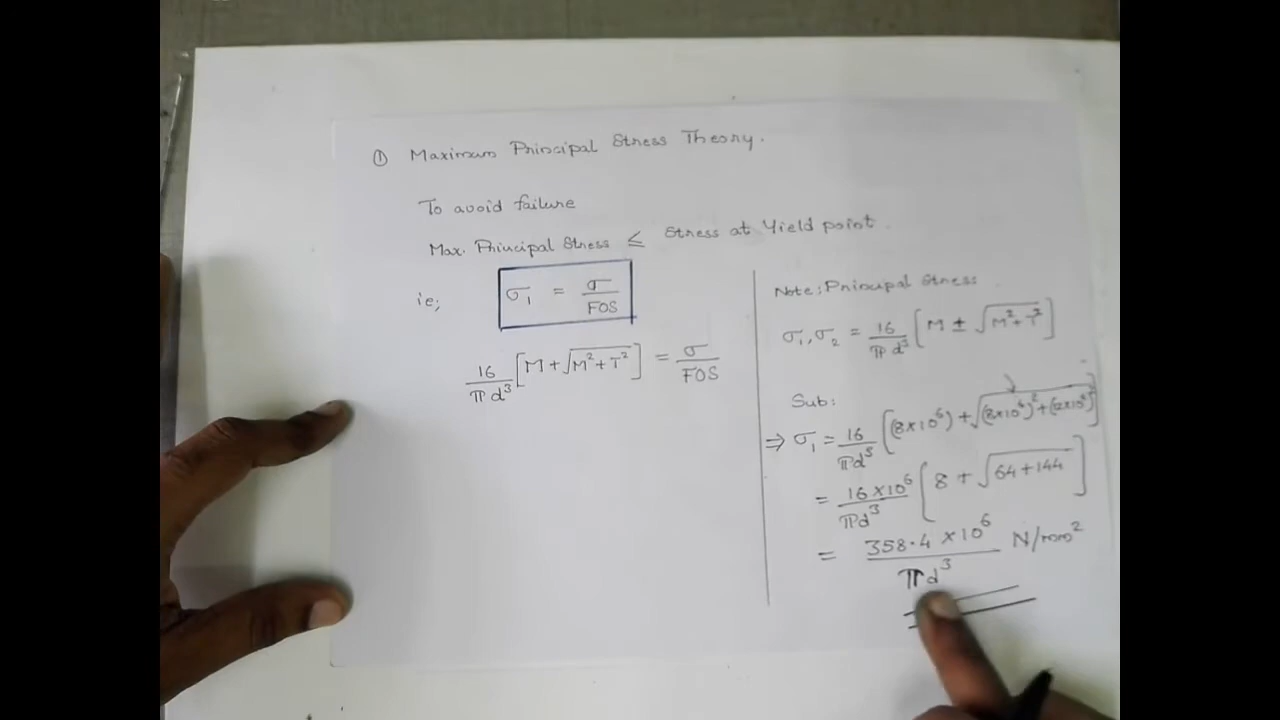 ① Maximum Principal Stress Theory.
To avoid failure
Max. Principal Stress ≤ Stress at Yield point.
ie; σ₁ = σ/FOS
16/πd³ [M + √(M² + T²)] = σ/FOS
Note: Principal Stress
σ₁, σ₂ = 16/πd³ [M ± √(M² + T²)]
Sub:
⇒ σ₁ = 16/πd³ ((8×10⁶) + √((8×10⁶)² + (12×10⁶)²))
= 16×10⁶/πd³ [8 + √(64+144)]
= 358.4 ×10⁶/πd³ N/mm²